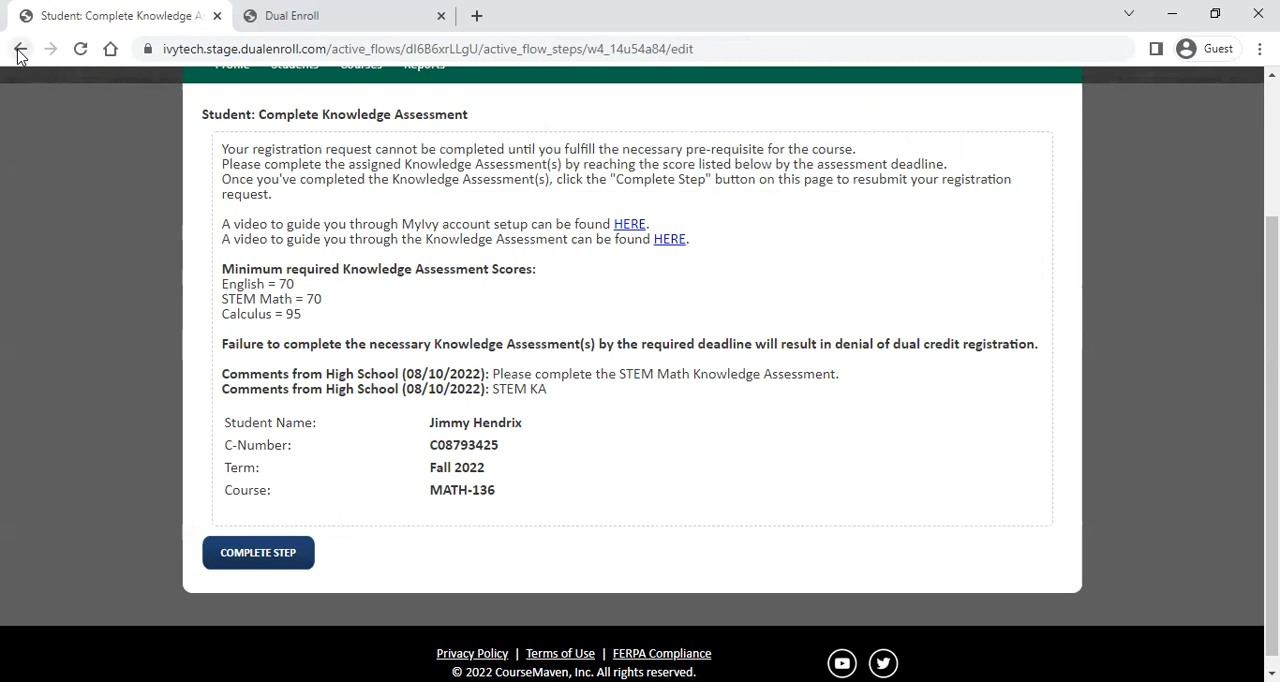 Student: Complete Knowledge A
Dual Enroll
ivytech.stage.dualenroll.com/active_flows/dI6B6xrLLgU/active_flow_steps/w4_14u54a84/edit
Guest
Profile Students Courses Reports
Student: Complete Knowledge Assessment
Your registration request cannot be completed until you fulfill the necessary pre-requisite for the course.
Please complete the assigned Knowledge Assessment(s) by reaching the score listed below by the assessment deadline.
Once you've completed the Knowledge Assessment(s), click the "Complete Step" button on this page to resubmit your registration
request.
A video to guide you through MyIvy account setup can be found HERE.
A video to guide you through the Knowledge Assessment can be found HERE.
Minimum required Knowledge Assessment Scores:
English = 70
STEM Math = 70
Calculus = 95
Failure to complete the necessary Knowledge Assessment(s) by the required deadline will result in denial of dual credit registration.
Comments from High School (08/10/2022): Please complete the STEM Math Knowledge Assessment.
Comments from High School (08/10/2022): STEM KA
Student Name: Jimmy Hendrix
C-Number: C08793425
Term: Fall 2022
Course: MATH-136
COMPLETE STEP
Privacy Policy | Terms of Use | FERPA Compliance
© 2022 CourseMaven, Inc. All rights reserved.